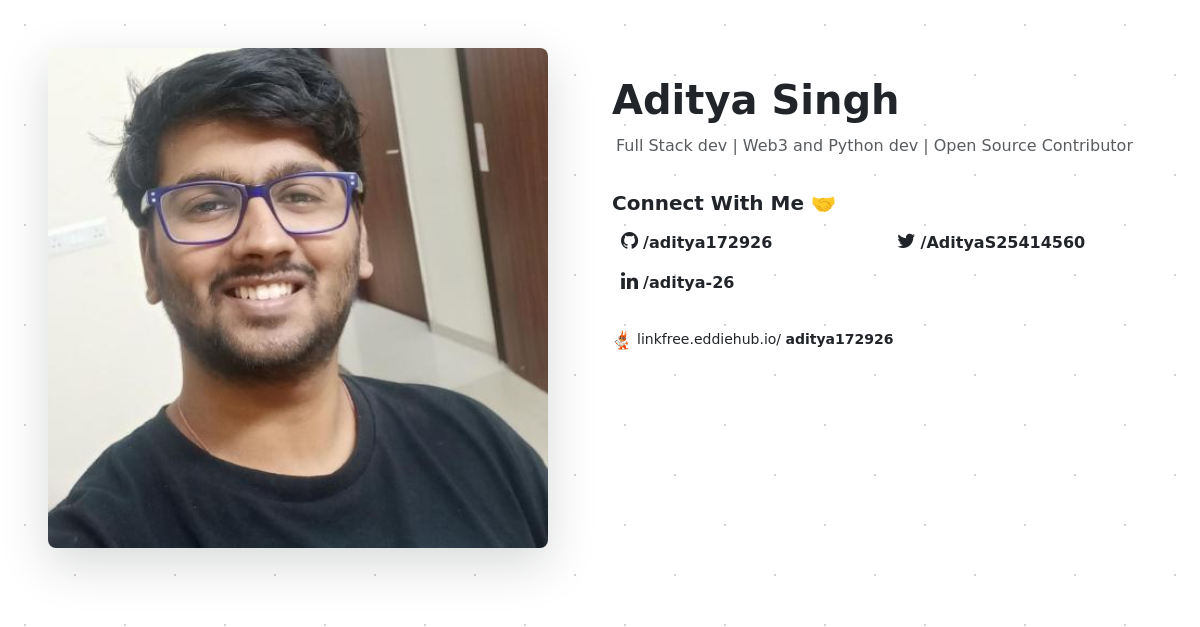 Aditya Singh
Full Stack dev | Web3 and Python dev | Open Source Contributor
Connect With Me 🤝
/aditya172926
/AdityaS25414560
/aditya-26
linkfree.eddiehub.io/ aditya172926